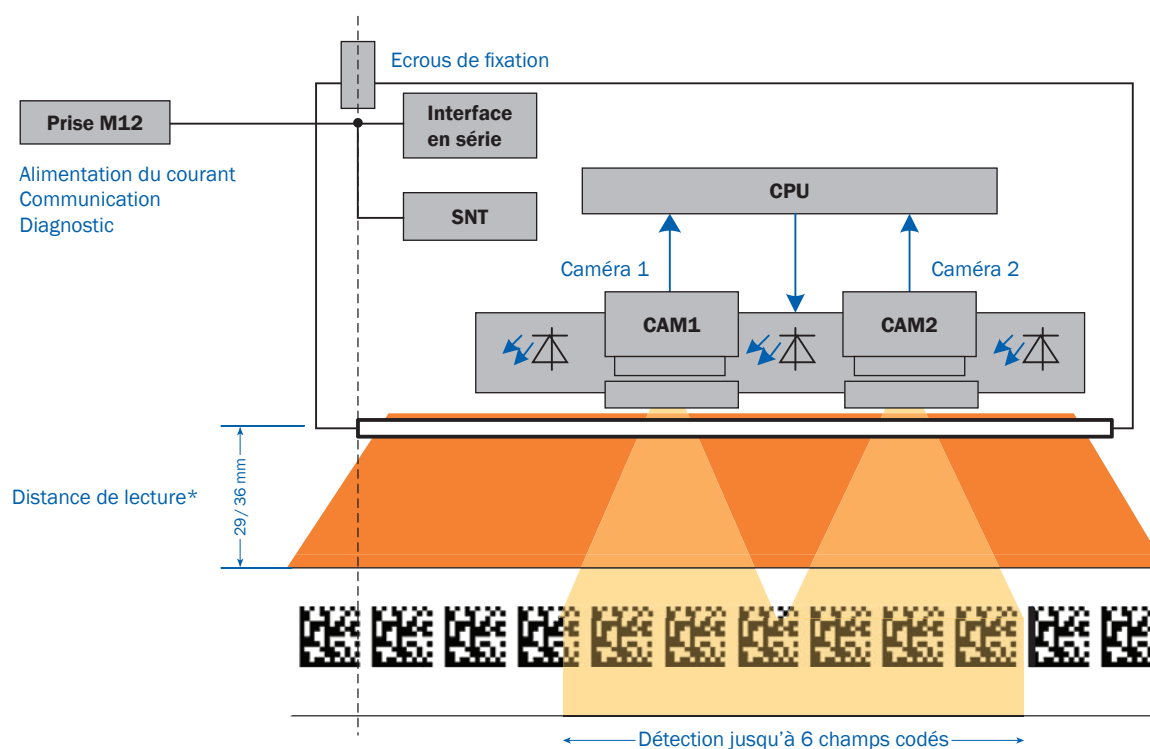 Ecrous de fixation
Prise M12
Interface
en série
Alimentation du courant
Communication
Diagnostic
SNT
CPU
Caméra 1
Caméra 2
CAM1
CAM2
Distance de lecture*
29 / 36 mm
Détection jusqu'à 6 champs codés